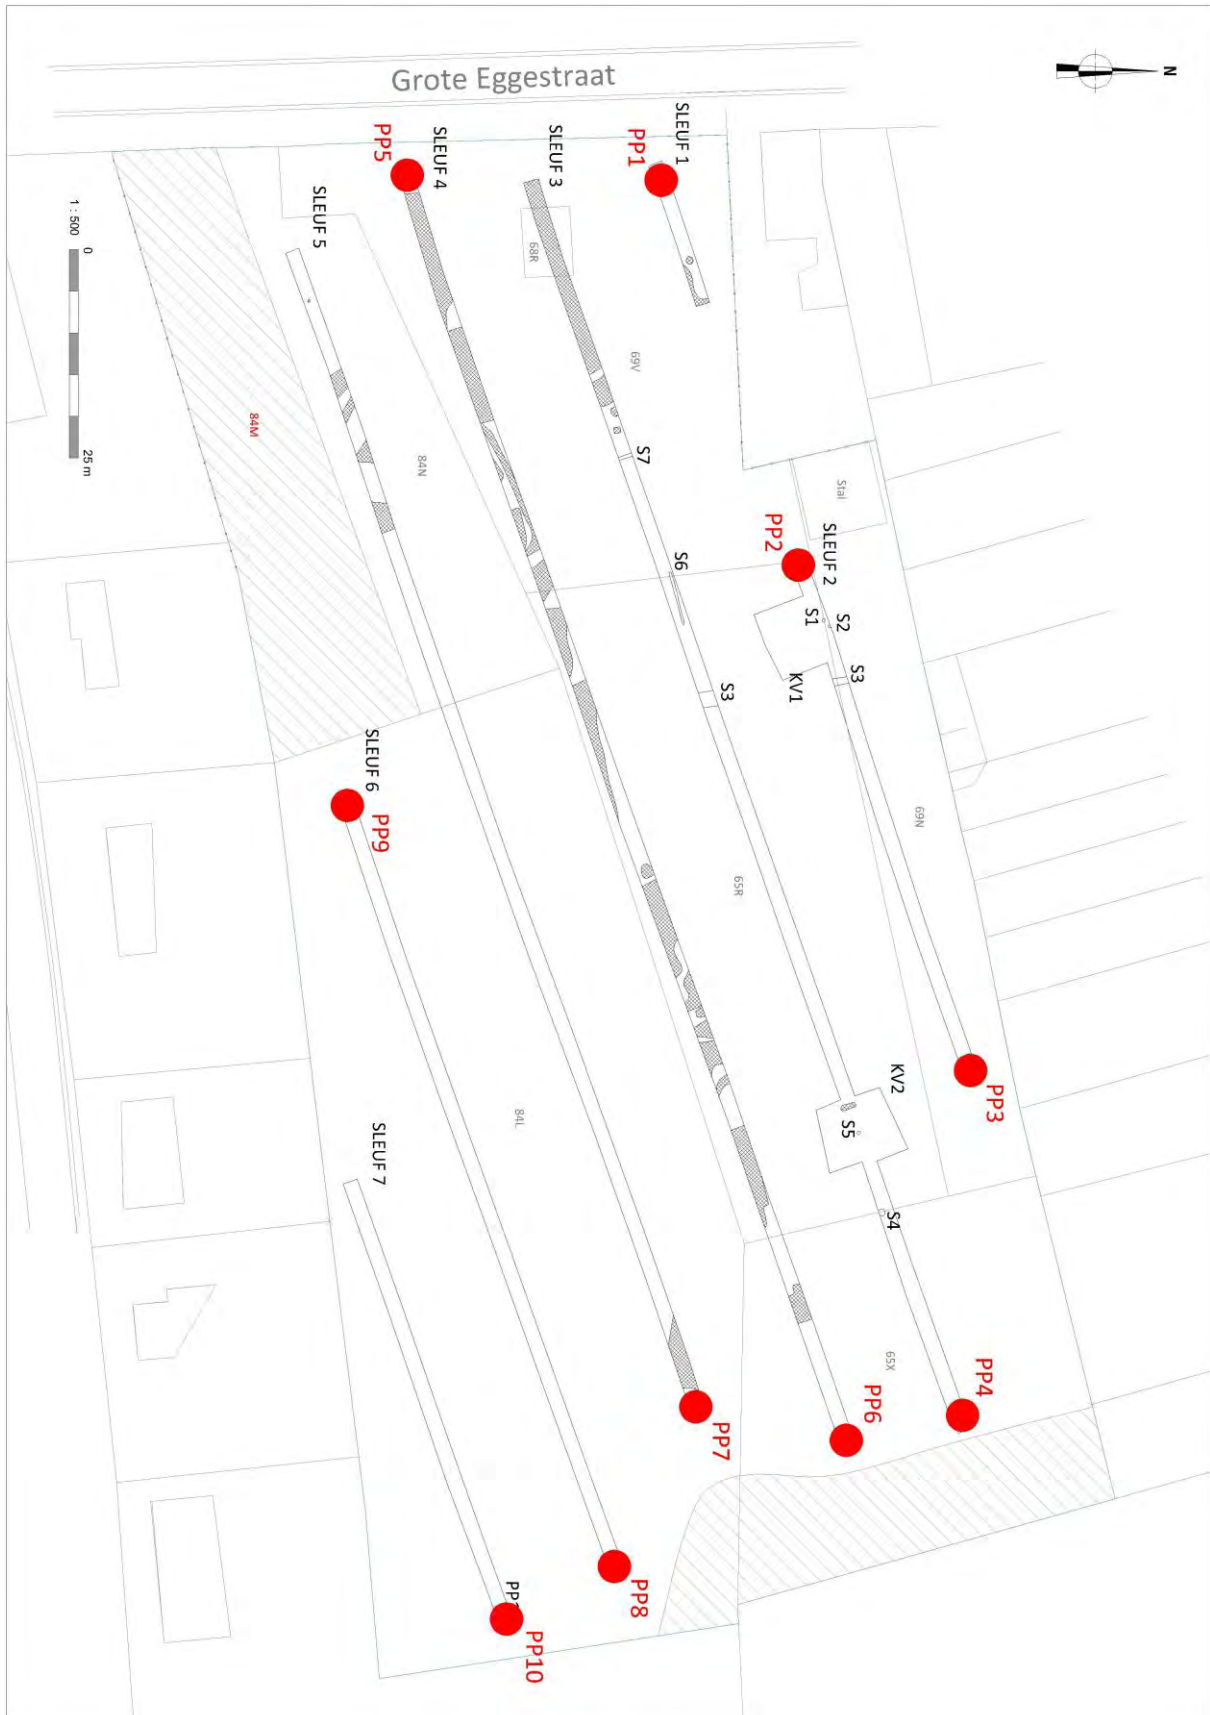 Grote Eggestraat
N
SLEUF 1
PP1
SLEUF 3
SLEUF 4
PP5
SLEUF 5
1 : 500
0
25 m
68R
69V
84M
84N
S7
Stal
SLEUF 2
PP2
S6
S1
S2
S3
KV1
S3
69N
SLEUF 6
PP9
65R
KV2
PP3
S5
84L
SLEUF 7
S4
65X
PP4
PP6
PP7
PP8
PP10